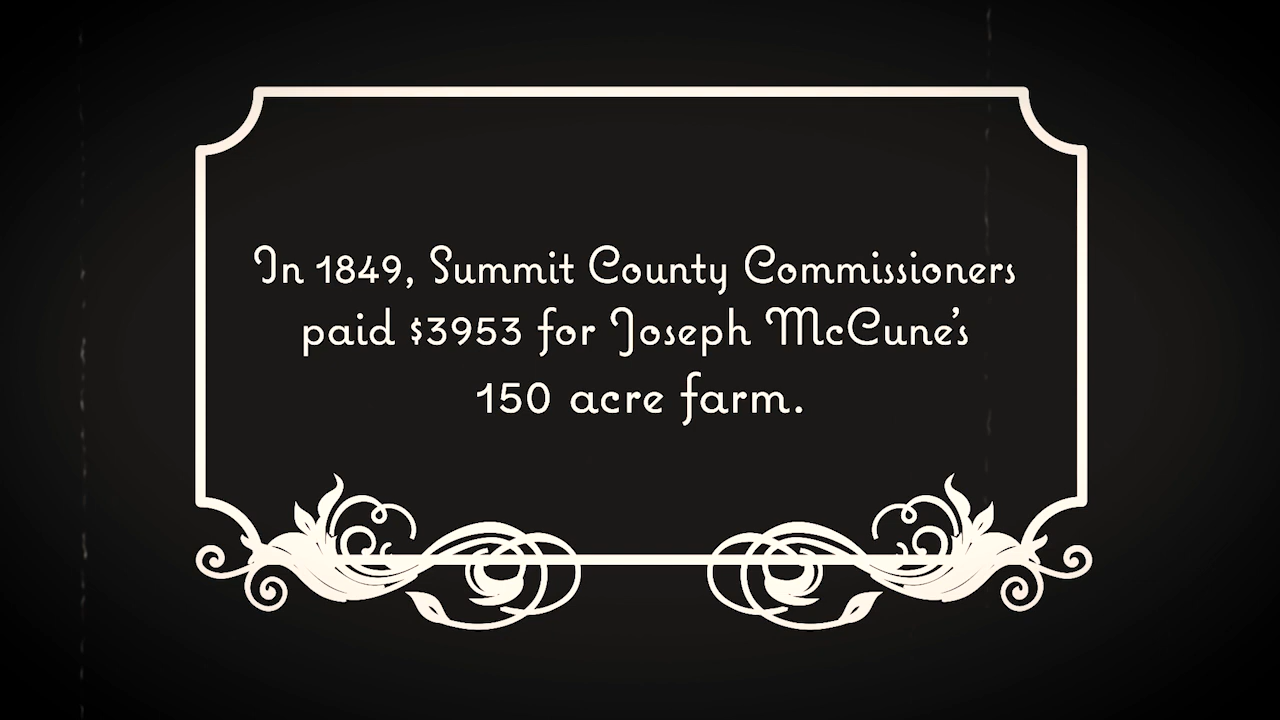 In 1849, Summit County Commissioners
paid $3953 for Joseph McCune's
150 acre farm.